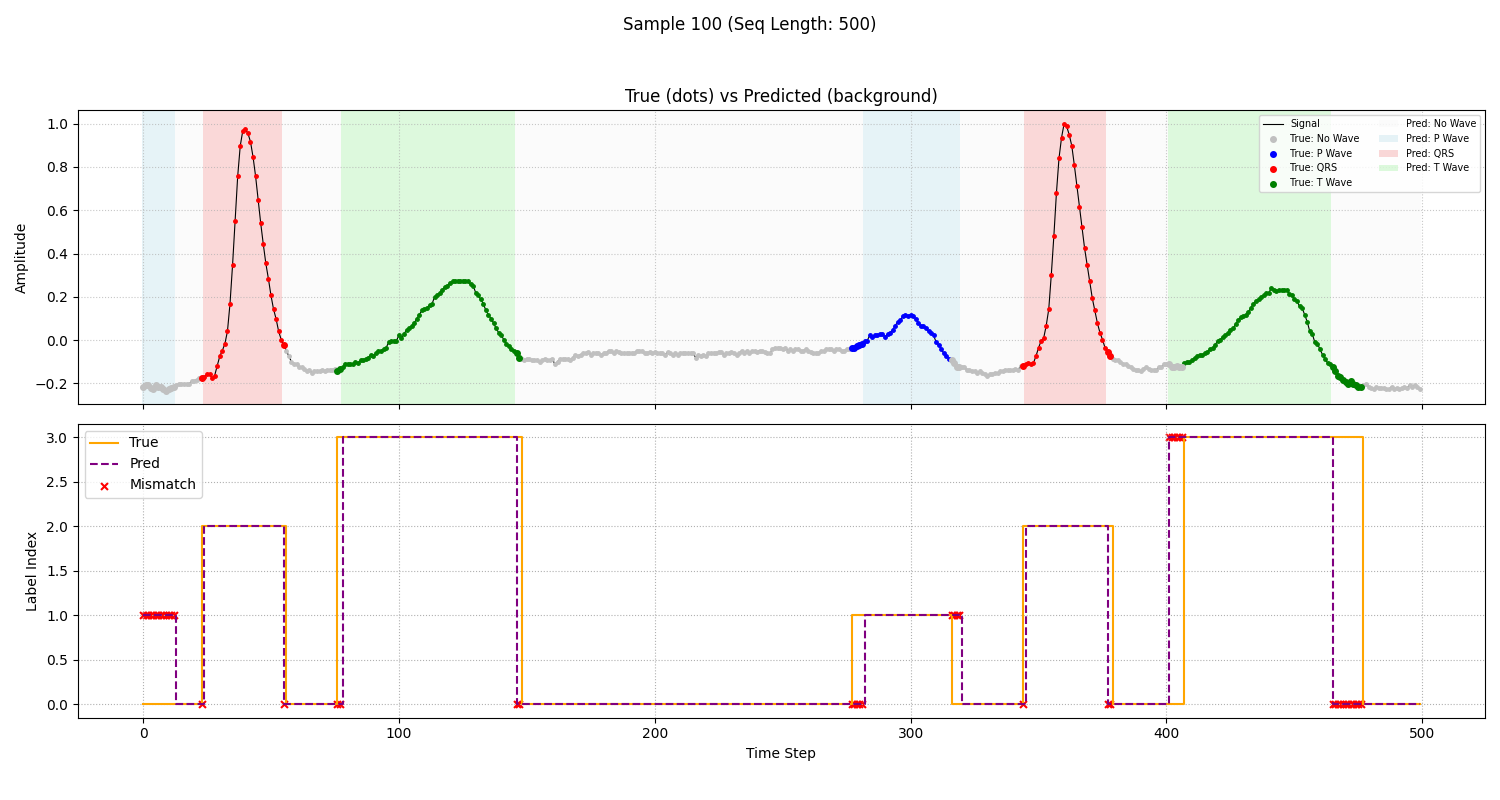 Sample 100 (Seq Length: 500)
True (dots) vs Predicted (background)
Amplitude
1.0
0.8
0.6
0.4
0.2
0.0
−0.2
Signal
True: No Wave
True: P Wave
True: QRS
True: T Wave
Pred: No Wave
Pred: P Wave
Pred: QRS
Pred: T Wave
Label Index
3.0
2.5
2.0
1.5
1.0
0.5
0.0
True
Pred
Mismatch
0 100 200 300 400 500
Time Step